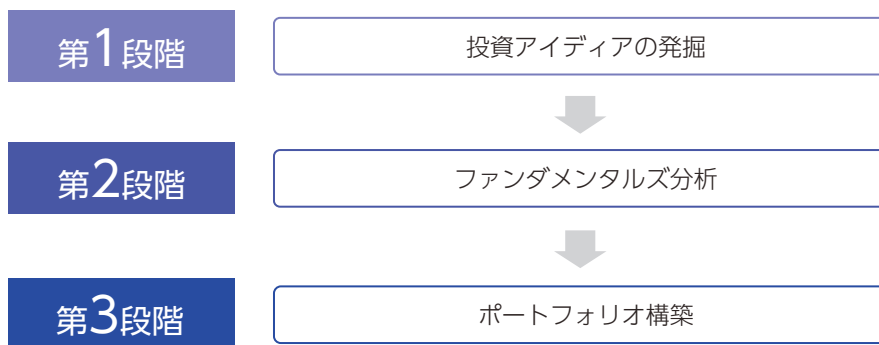 第1段階 投資アイディアの発掘
第2段階 ファンダメンタルズ分析
第3段階 ポートフォリオ構築